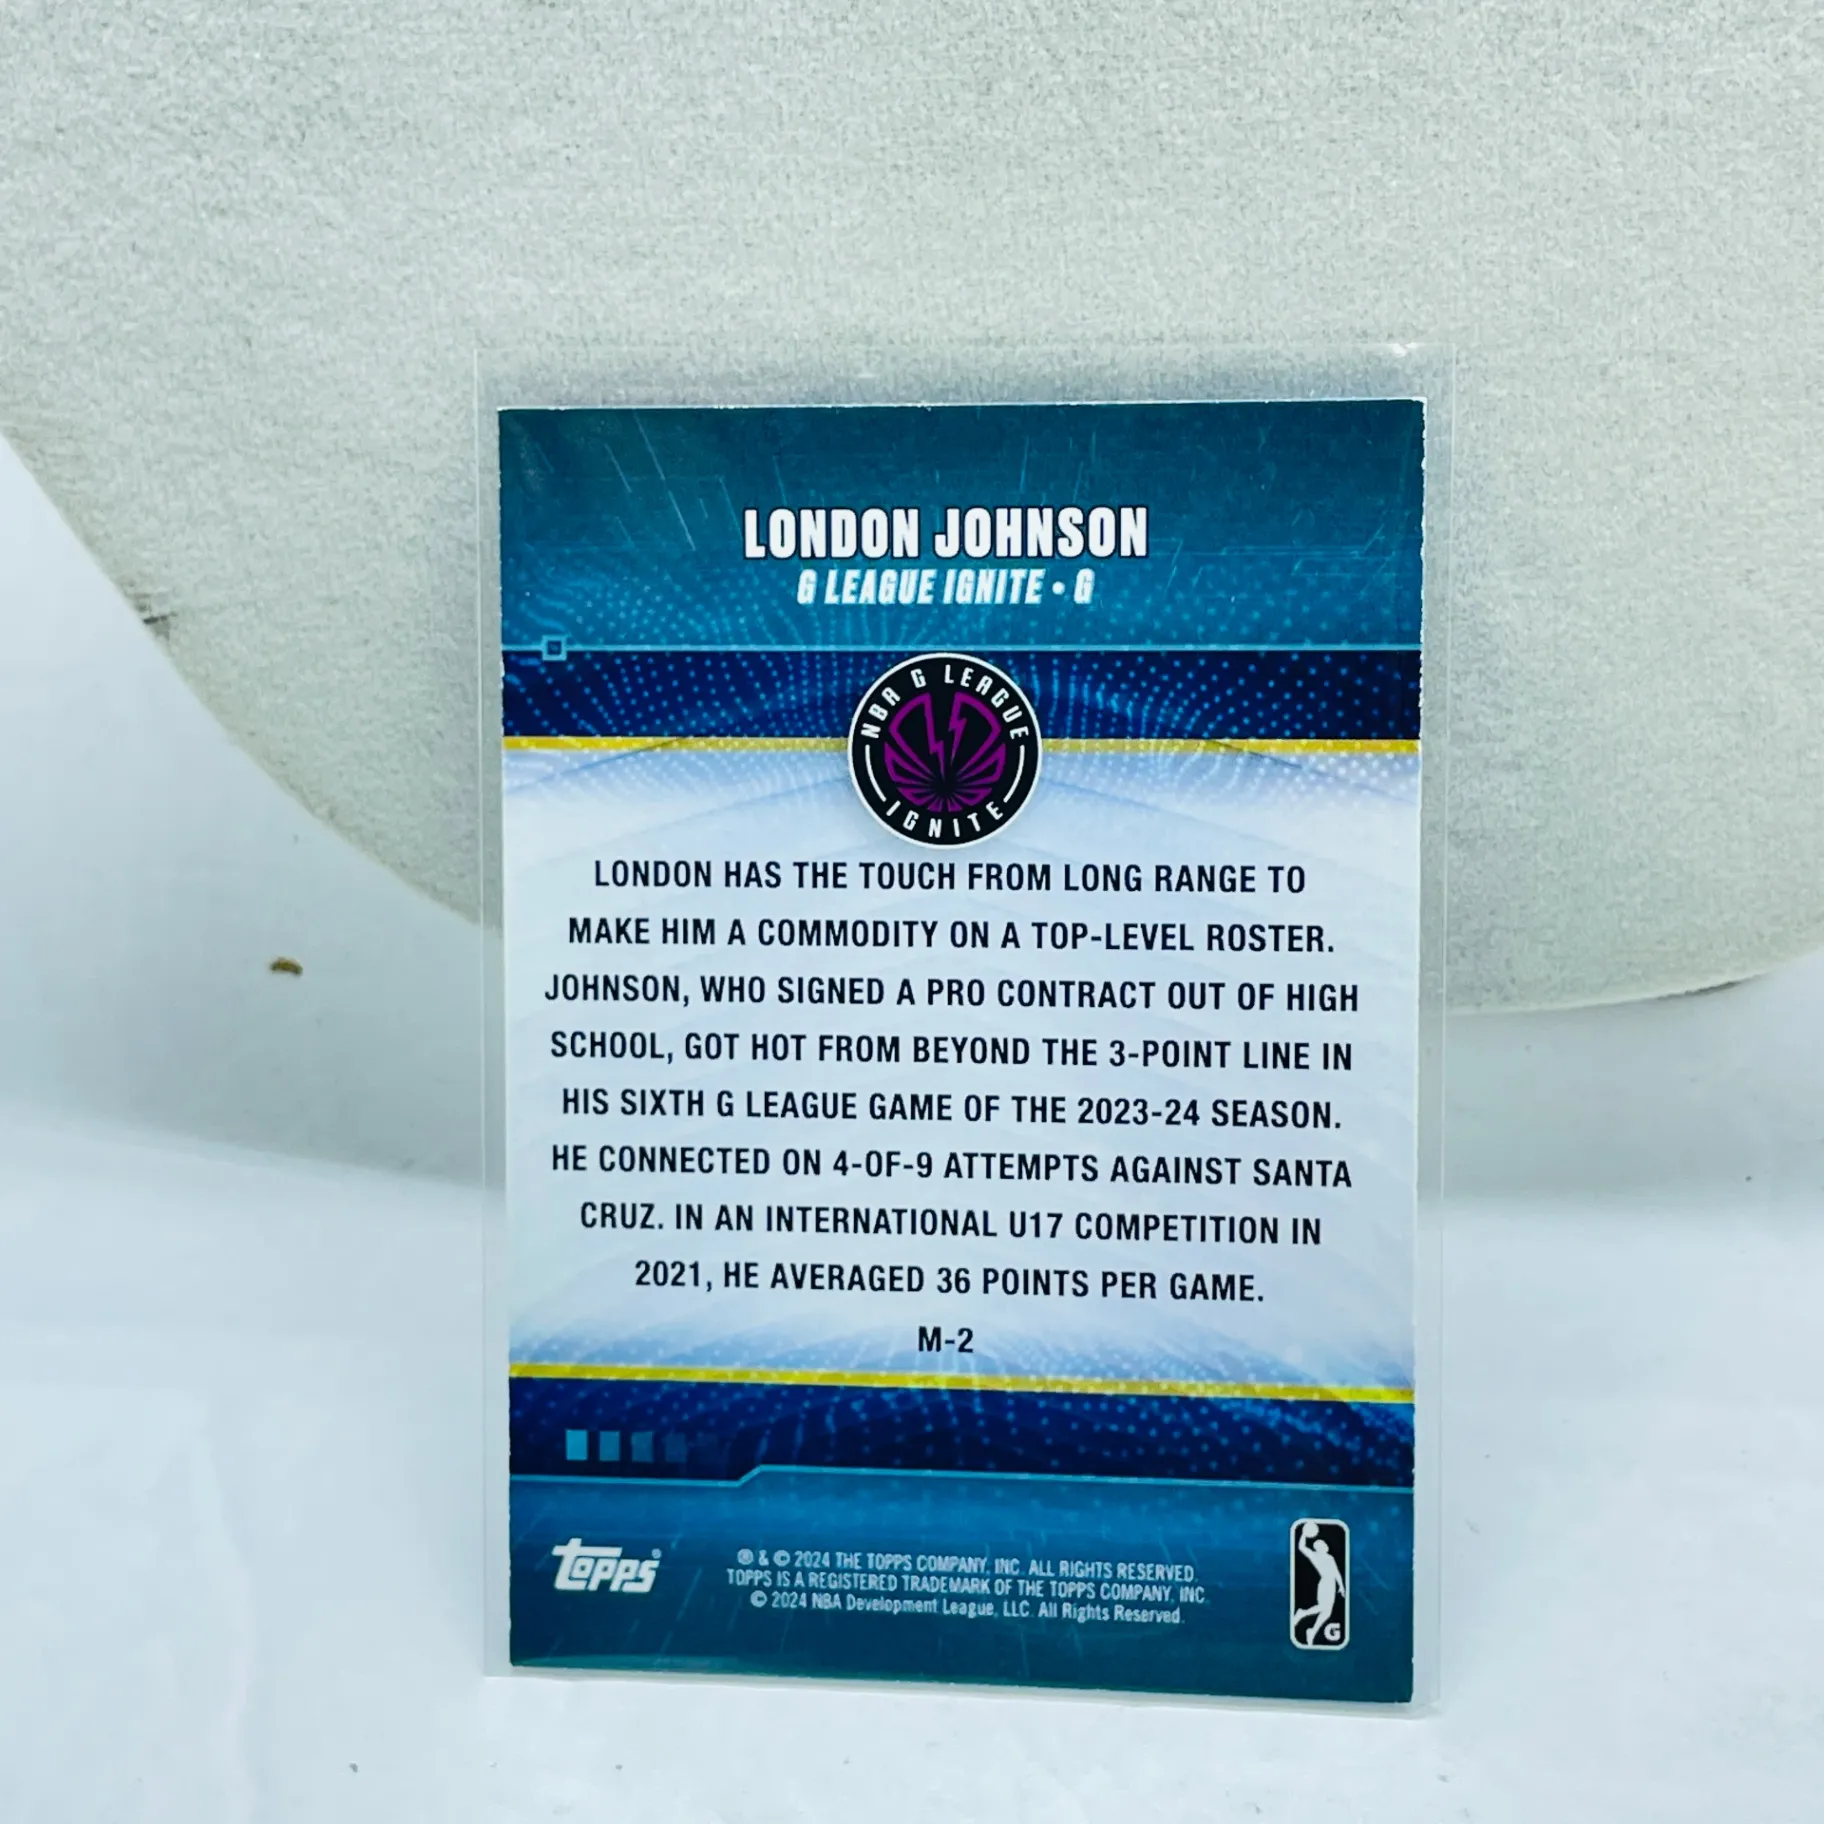 LONDON JOHNSON
G LEAGUE IGNITE • G
NBA G LEAGUE
IGNITE
LONDON HAS THE TOUCH FROM LONG RANGE TO
MAKE HIM A COMMODITY ON A TOP-LEVEL ROSTER.
JOHNSON, WHO SIGNED A PRO CONTRACT OUT OF HIGH
SCHOOL, GOT HOT FROM BEYOND THE 3-POINT LINE IN
HIS SIXTH G LEAGUE GAME OF THE 2023-24 SEASON.
HE CONNECTED ON 4-OF-9 ATTEMPTS AGAINST SANTA
CRUZ. IN AN INTERNATIONAL U17 COMPETITION IN
2021, HE AVERAGED 36 POINTS PER GAME.
M-2
TOPPS®
® & © 2024 THE TOPPS COMPANY, INC. ALL RIGHTS RESERVED.
TOPPS IS A REGISTERED TRADEMARK OF THE TOPPS COMPANY, INC.
© 2024 NBA Development League, LLC. All Rights Reserved.
G